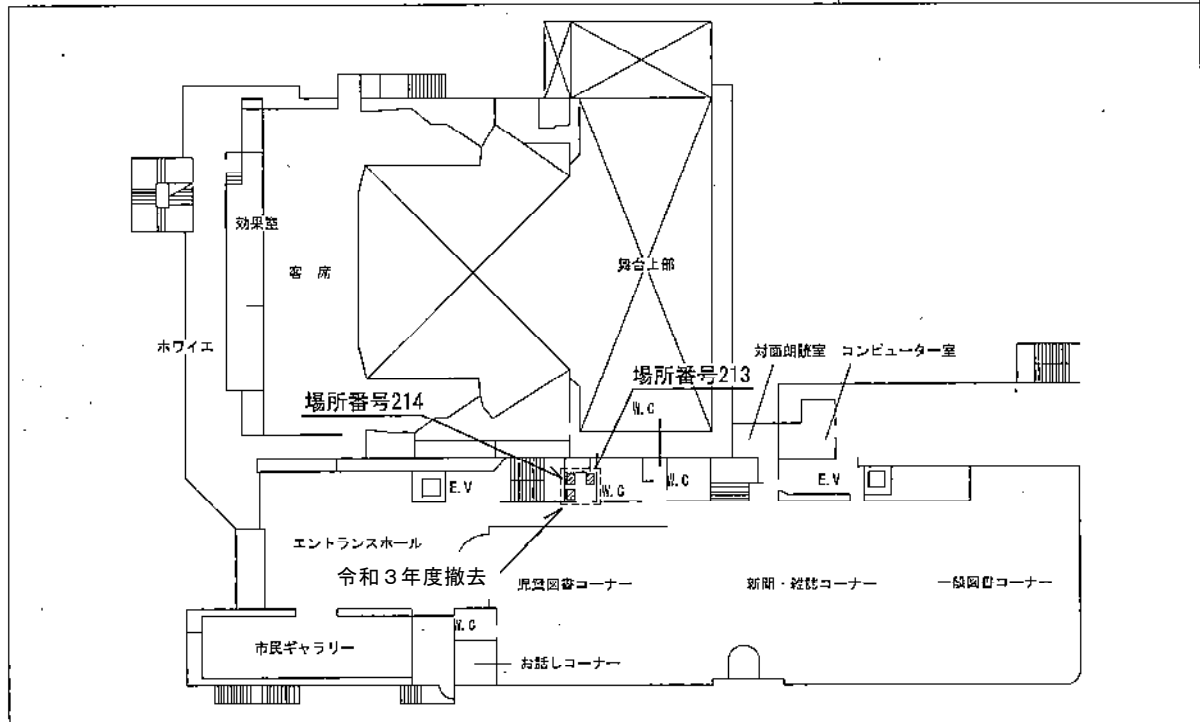 効果室
客 席
舞台上部
ホワイエ
対面朗読室
コンピューター室
場所番号213
場所番号214
W.C
E.V
W.C
W.C
E.V
エントランスホール
令和3年度撤去
児童図書コーナー
新聞・雑誌コーナー
一般図書コーナー
W.C
市民ギャラリー
お話しコーナー